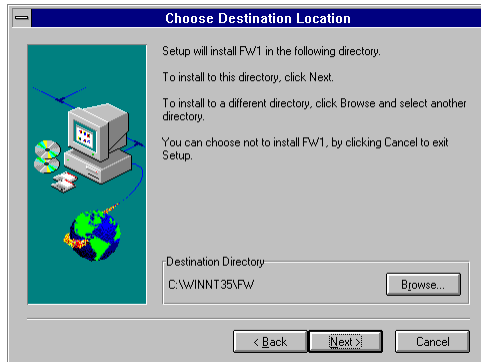 Choose Destination Location
Setup will install FW1 in the following directory.
To install to this directory, click Next.
To install to a different directory, click Browse and select another
directory.
You can choose not to install FW1, by clicking Cancel to exit
Setup.
Destination Directory
C:\WINNT35\FW
Browse...
< Back
Next >
Cancel